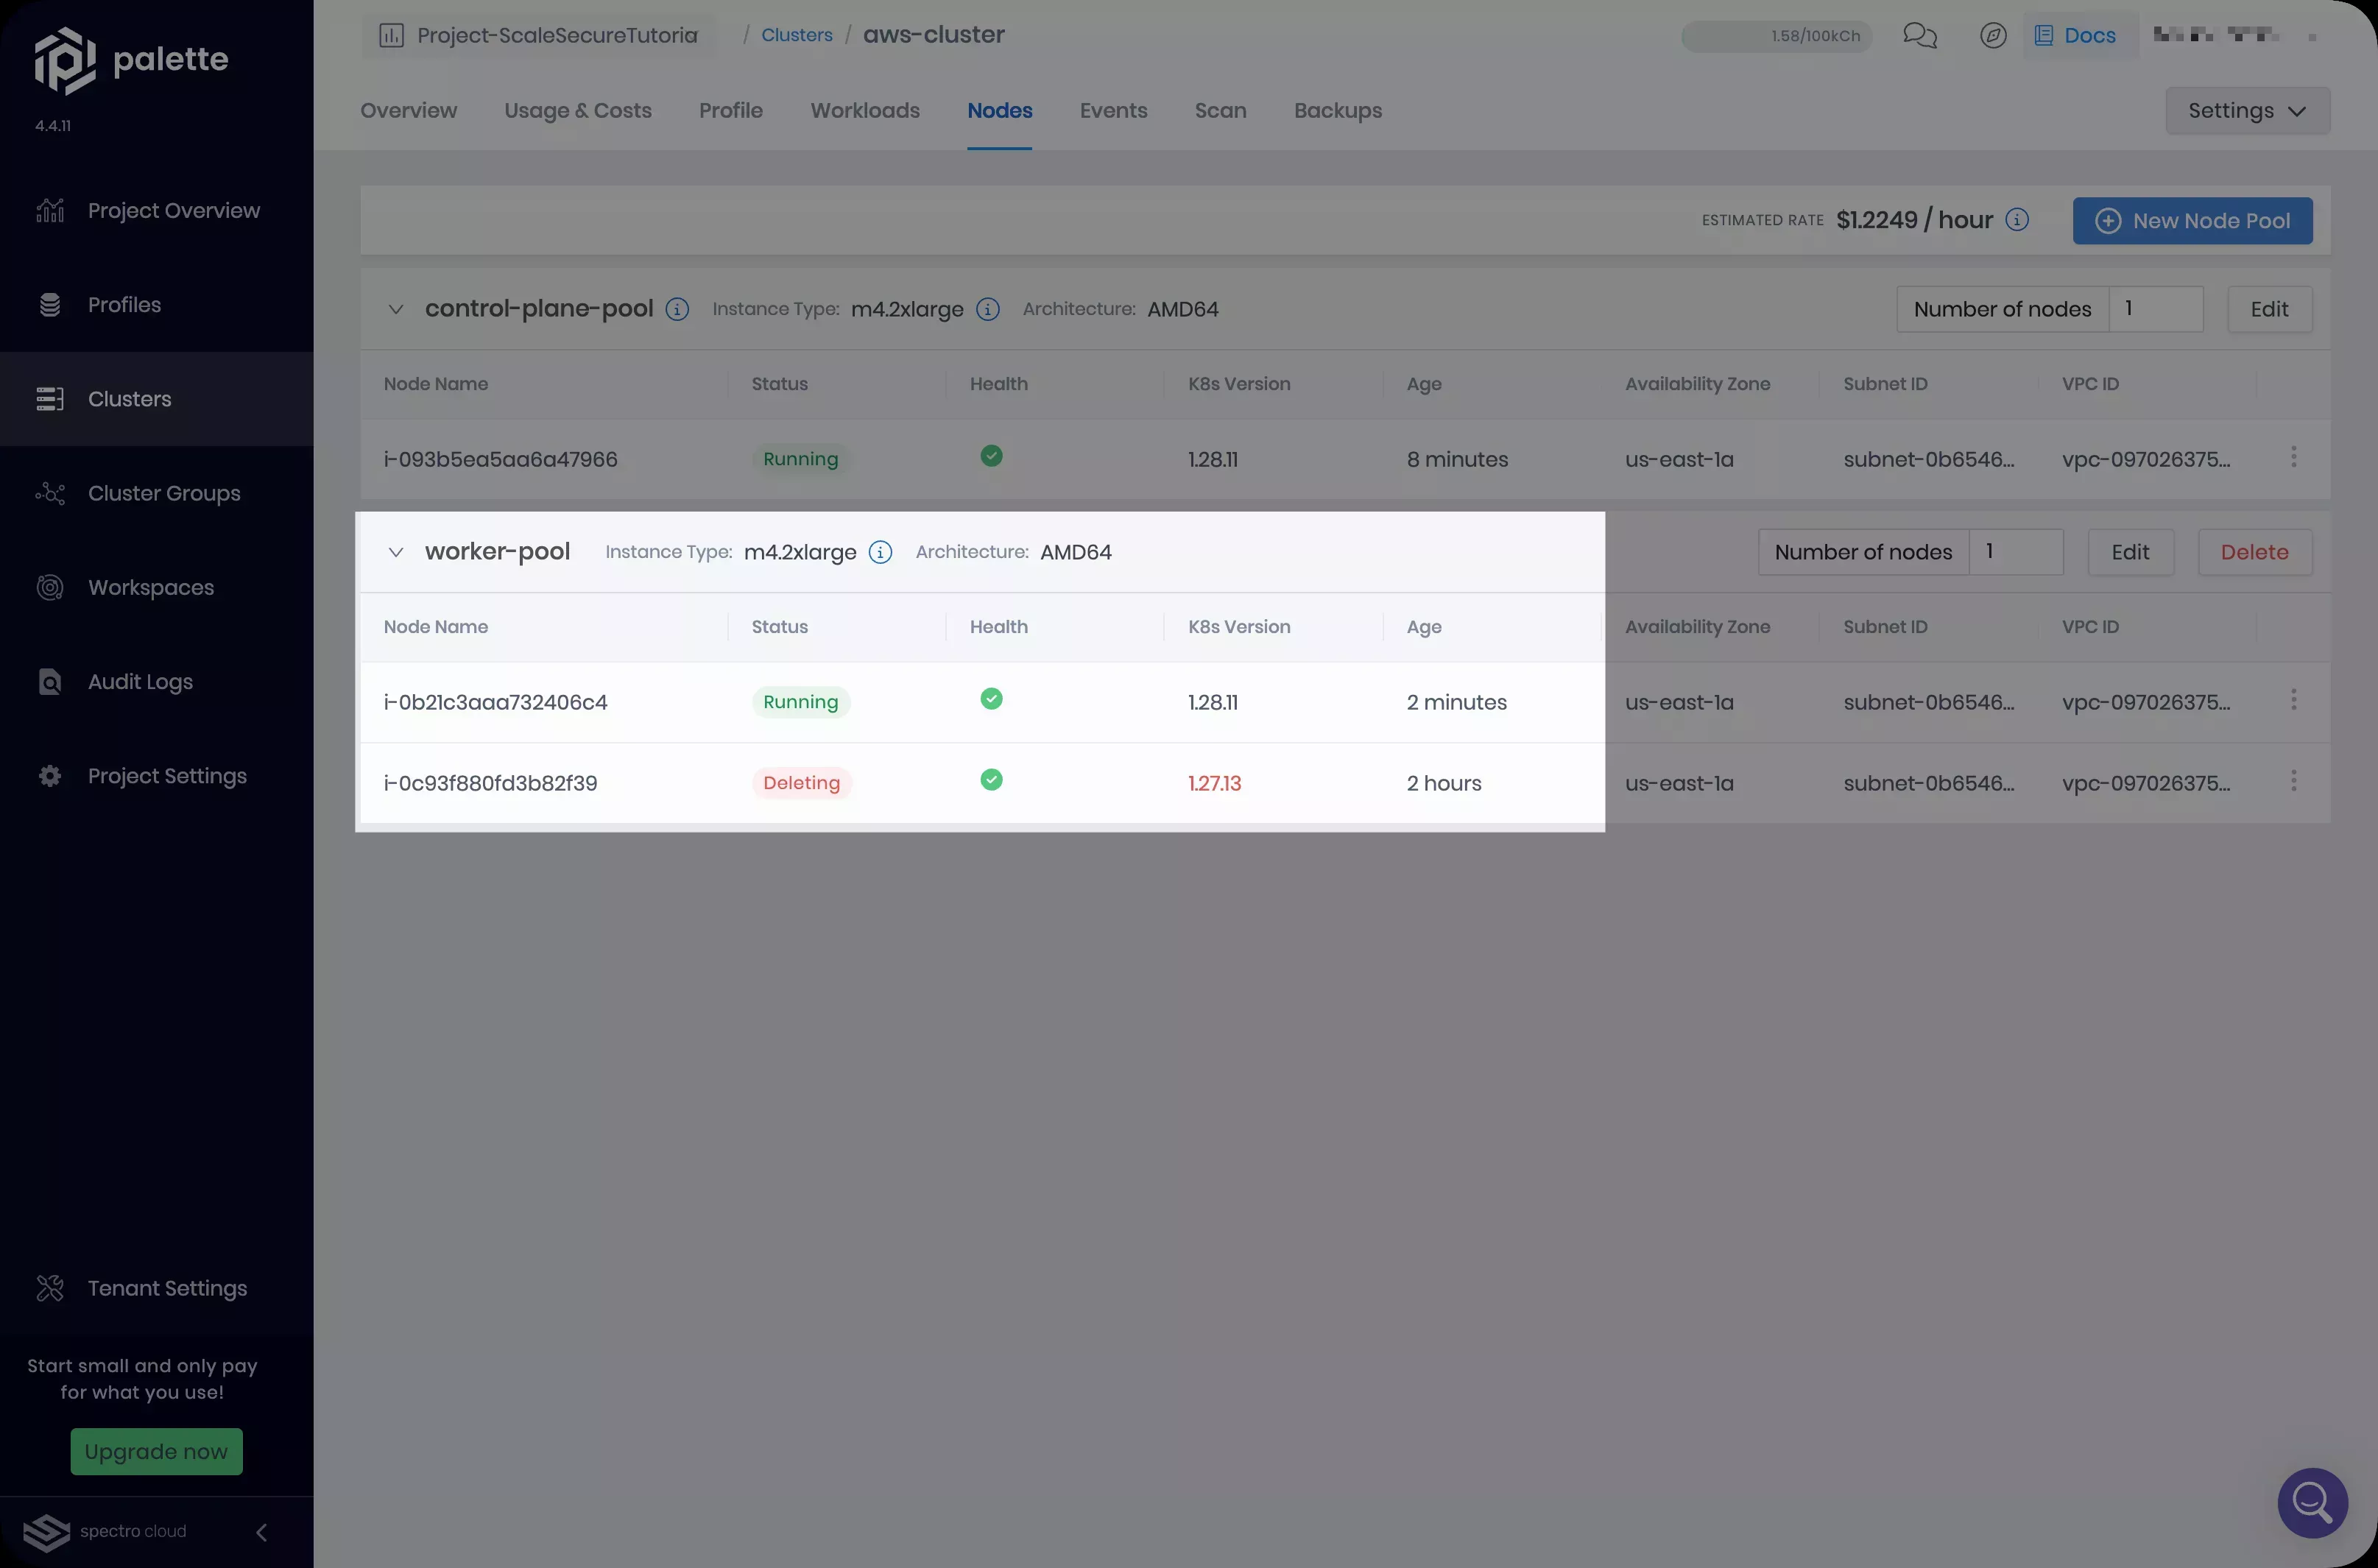 palette
4.4.11
Project Overview
Profiles
Clusters
Cluster Groups
Workspaces
Audit Logs
Project Settings
Tenant Settings
Start small and only pay
for what you use!
Upgrade now
spectro cloud
Project-ScaleSecureTutoria / Clusters / aws-cluster
1.58/100kCh
Docs
Overview Usage & Costs Profile Workloads Nodes Events Scan Backups
Settings
ESTIMATED RATE $1.2249 / hour
New Node Pool
control-plane-pool Instance Type: m4.2xlarge Architecture: AMD64 Number of nodes 1 Edit
Node Name Status Health K8s Version Age Availability Zone Subnet ID VPC ID
i-093b5ea5aa6a47966 Running 1.28.11 8 minutes us-east-1a subnet-0b6546... vpc-097026375...
worker-pool Instance Type: m4.2xlarge Architecture: AMD64 Number of nodes 1 Edit Delete
Node Name Status Health K8s Version Age Availability Zone Subnet ID VPC ID
i-0b21c3aaa732406c4 Running 1.28.11 2 minutes us-east-1a subnet-0b6546... vpc-097026375...
i-0c93f880fd3b82f39 Deleting 1.27.13 2 hours us-east-1a subnet-0b6546... vpc-097026375...